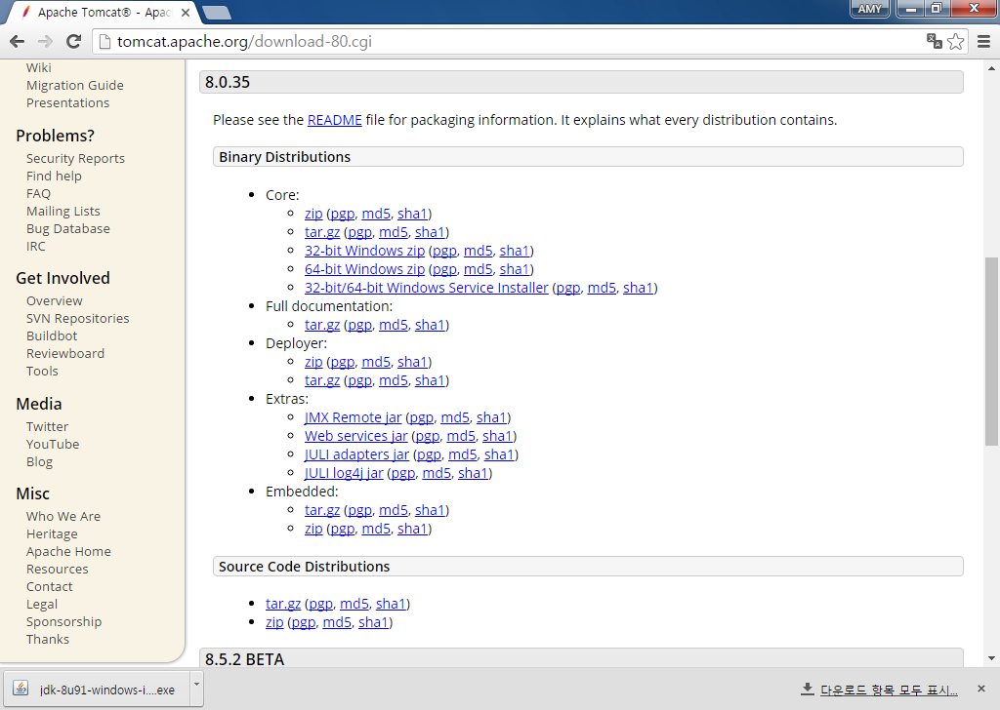 Apache Tomcat® - Apac
AMY
tomcat.apache.org/download-80.cgi
Wiki
Migration Guide
Presentations
Problems?
Security Reports
Find help
FAQ
Mailing Lists
Bug Database
IRC
Get Involved
Overview
SVN Repositories
Buildbot
Reviewboard
Tools
Media
Twitter
YouTube
Blog
Misc
Who We Are
Heritage
Apache Home
Resources
Contact
Legal
Sponsorship
Thanks
8.0.35
Please see the README file for packaging information. It explains what every distribution contains.
Binary Distributions
Core:
zip (pgp, md5, sha1)
tar.gz (pgp, md5, sha1)
32-bit Windows zip (pgp, md5, sha1)
64-bit Windows zip (pgp, md5, sha1)
32-bit/64-bit Windows Service Installer (pgp, md5, sha1)
Full documentation:
tar.gz (pgp, md5, sha1)
Deployer:
zip (pgp, md5, sha1)
tar.gz (pgp, md5, sha1)
Extras:
JMX Remote jar (pgp, md5, sha1)
Web services jar (pgp, md5, sha1)
JULI adapters jar (pgp, md5, sha1)
JULI log4j jar (pgp, md5, sha1)
Embedded:
tar.gz (pgp, md5, sha1)
zip (pgp, md5, sha1)
Source Code Distributions
tar.gz (pgp, md5, sha1)
zip (pgp, md5, sha1)
8.5.2 BETA
jdk-8u91-windows-i....exe
다운로드 항목 모두 표시...